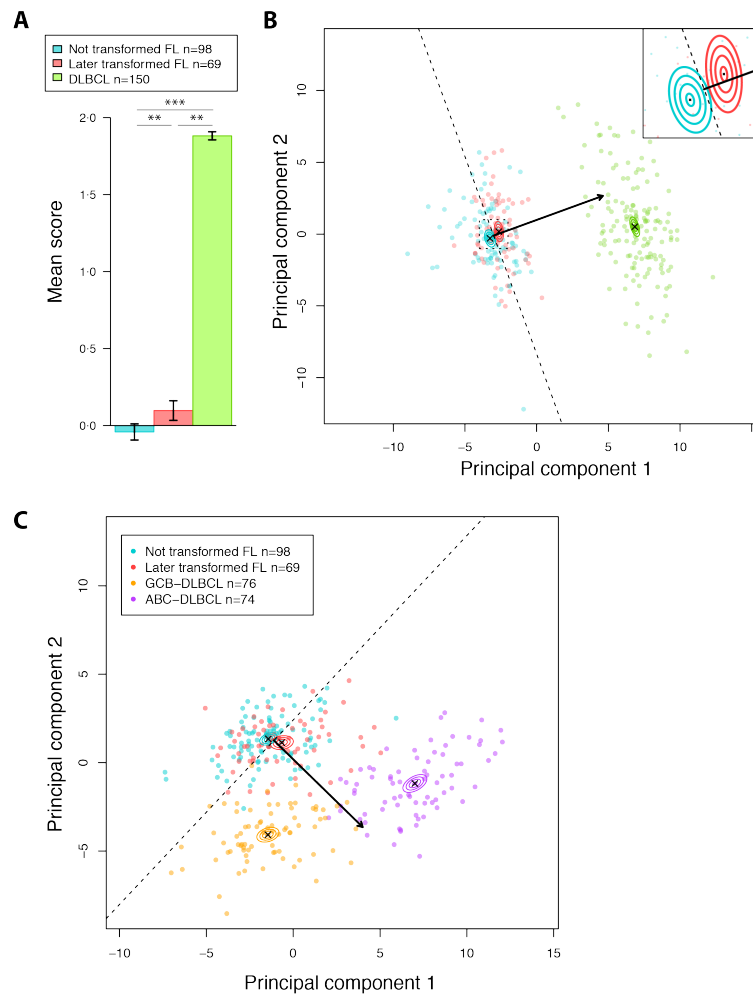 A
Not transformed FL n=98
Later transformed FL n=69
DLBCL n=150
***
** **
2·0
1·5
1·0
0·5
0·0
Mean score
B
10
5
0
−5
−10
Principal component 2
−10 −5 0 5 10
Principal component 1
C
Not transformed FL n=98
Later transformed FL n=69
GCB−DLBCL n=76
ABC−DLBCL n=74
10
5
0
−5
Principal component 2
−10 −5 0 5 10 15
Principal component 1